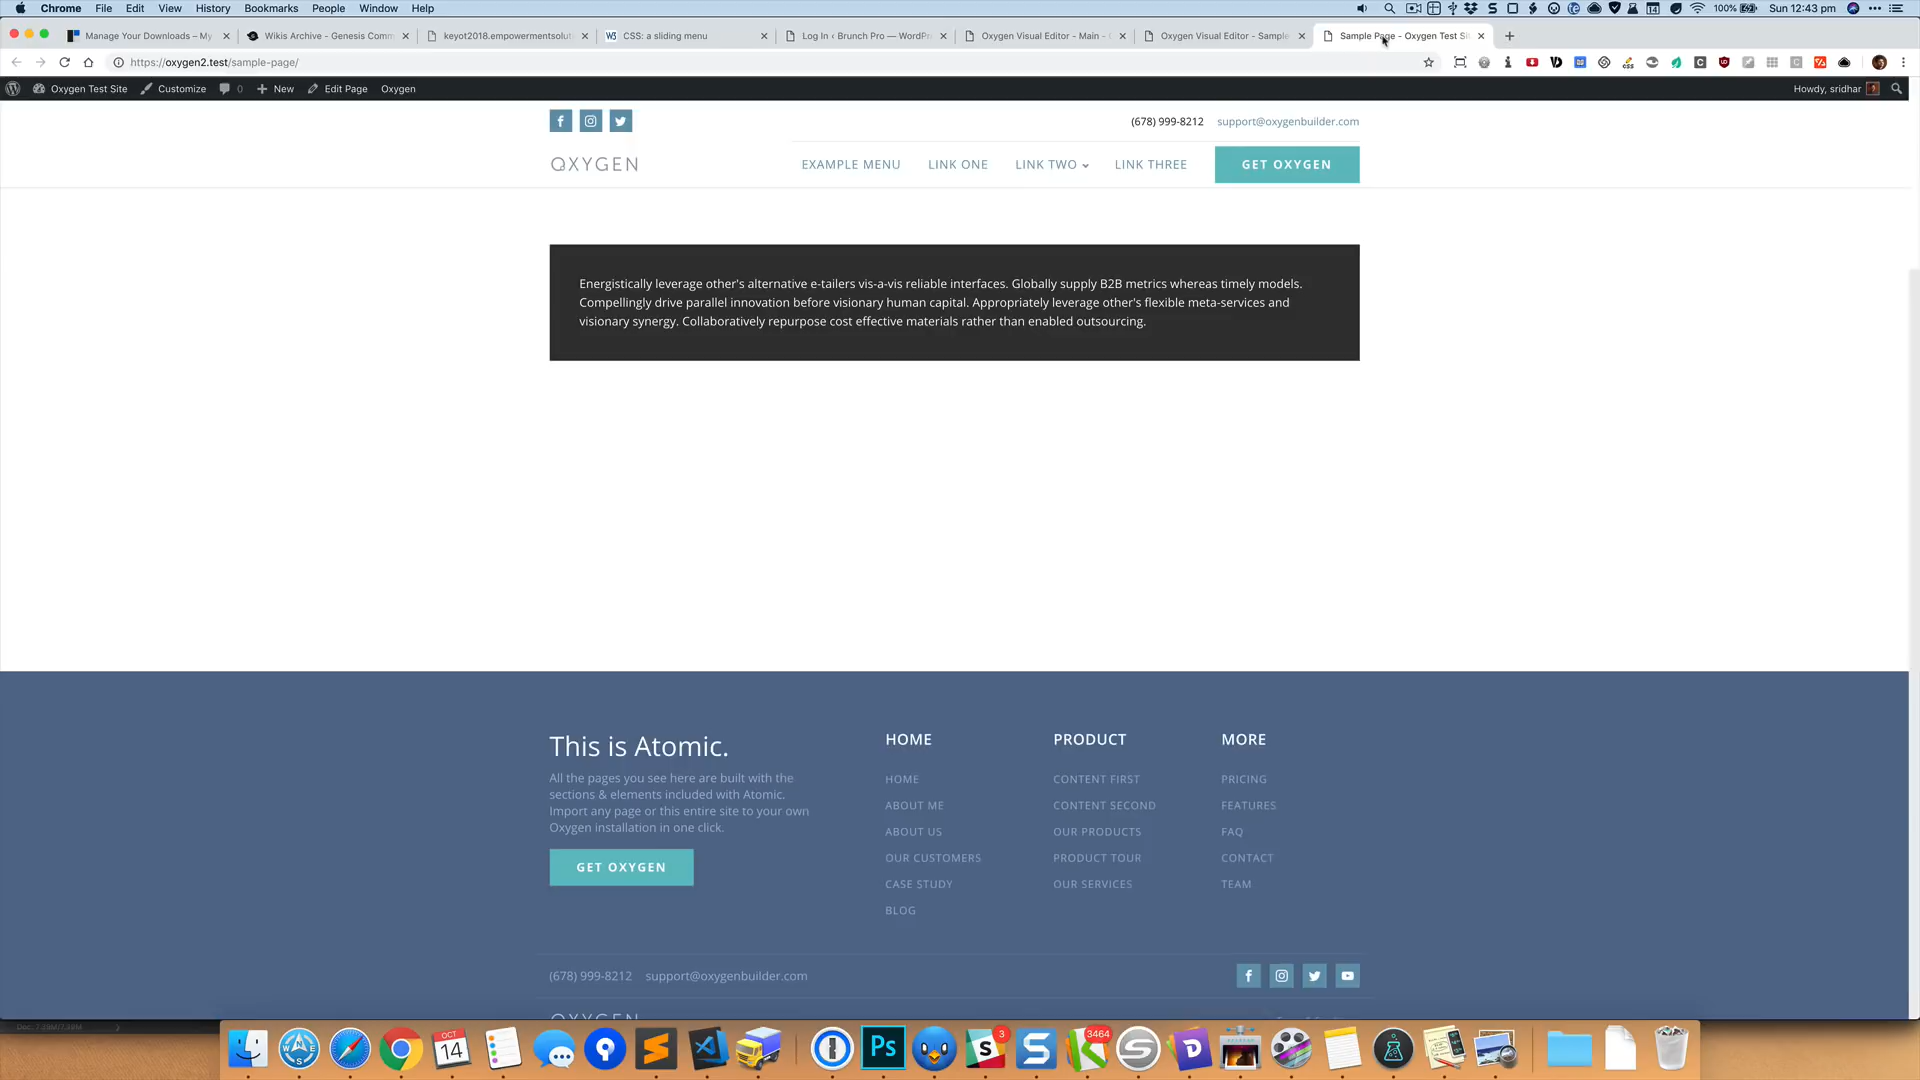 Chrome File Edit View History Bookmarks People Window Help
14 100% Sun 12:43 pm
Manage Your Downloads – My
Wikis Archive - Genesis Comm
keyot2018.empowermentsolut
CSS: a sliding menu
Log In ‹ Brunch Pro — WordPr
Oxygen Visual Editor - Main -
Oxygen Visual Editor - Sample
Sample Page - Oxygen Test Si
https://oxygen2.test/sample-page/
Oxygen Test Site Customize 0 New Edit Page Oxygen
Howdy, sridhar
(678) 999-8212 support@oxygenbuilder.com
OXYGEN
EXAMPLE MENU LINK ONE LINK TWO LINK THREE GET OXYGEN
Energistically leverage other's alternative e-tailers vis-a-vis reliable interfaces. Globally supply B2B metrics whereas timely models.
Compellingly drive parallel innovation before visionary human capital. Appropriately leverage other's flexible meta-services and
visionary synergy. Collaboratively repurpose cost effective materials rather than enabled outsourcing.
This is Atomic.
All the pages you see here are built with the
sections & elements included with Atomic.
Import any page or this entire site to your own
Oxygen installation in one click.
GET OXYGEN
HOME
HOME
ABOUT ME
ABOUT US
OUR CUSTOMERS
CASE STUDY
BLOG
PRODUCT
CONTENT FIRST
CONTENT SECOND
OUR PRODUCTS
PRODUCT TOUR
OUR SERVICES
MORE
PRICING
FEATURES
FAQ
CONTACT
TEAM
(678) 999-8212 support@oxygenbuilder.com
OXYGEN
Doc: 7.39M/7.39M
OCT
14
Ps
3
3464